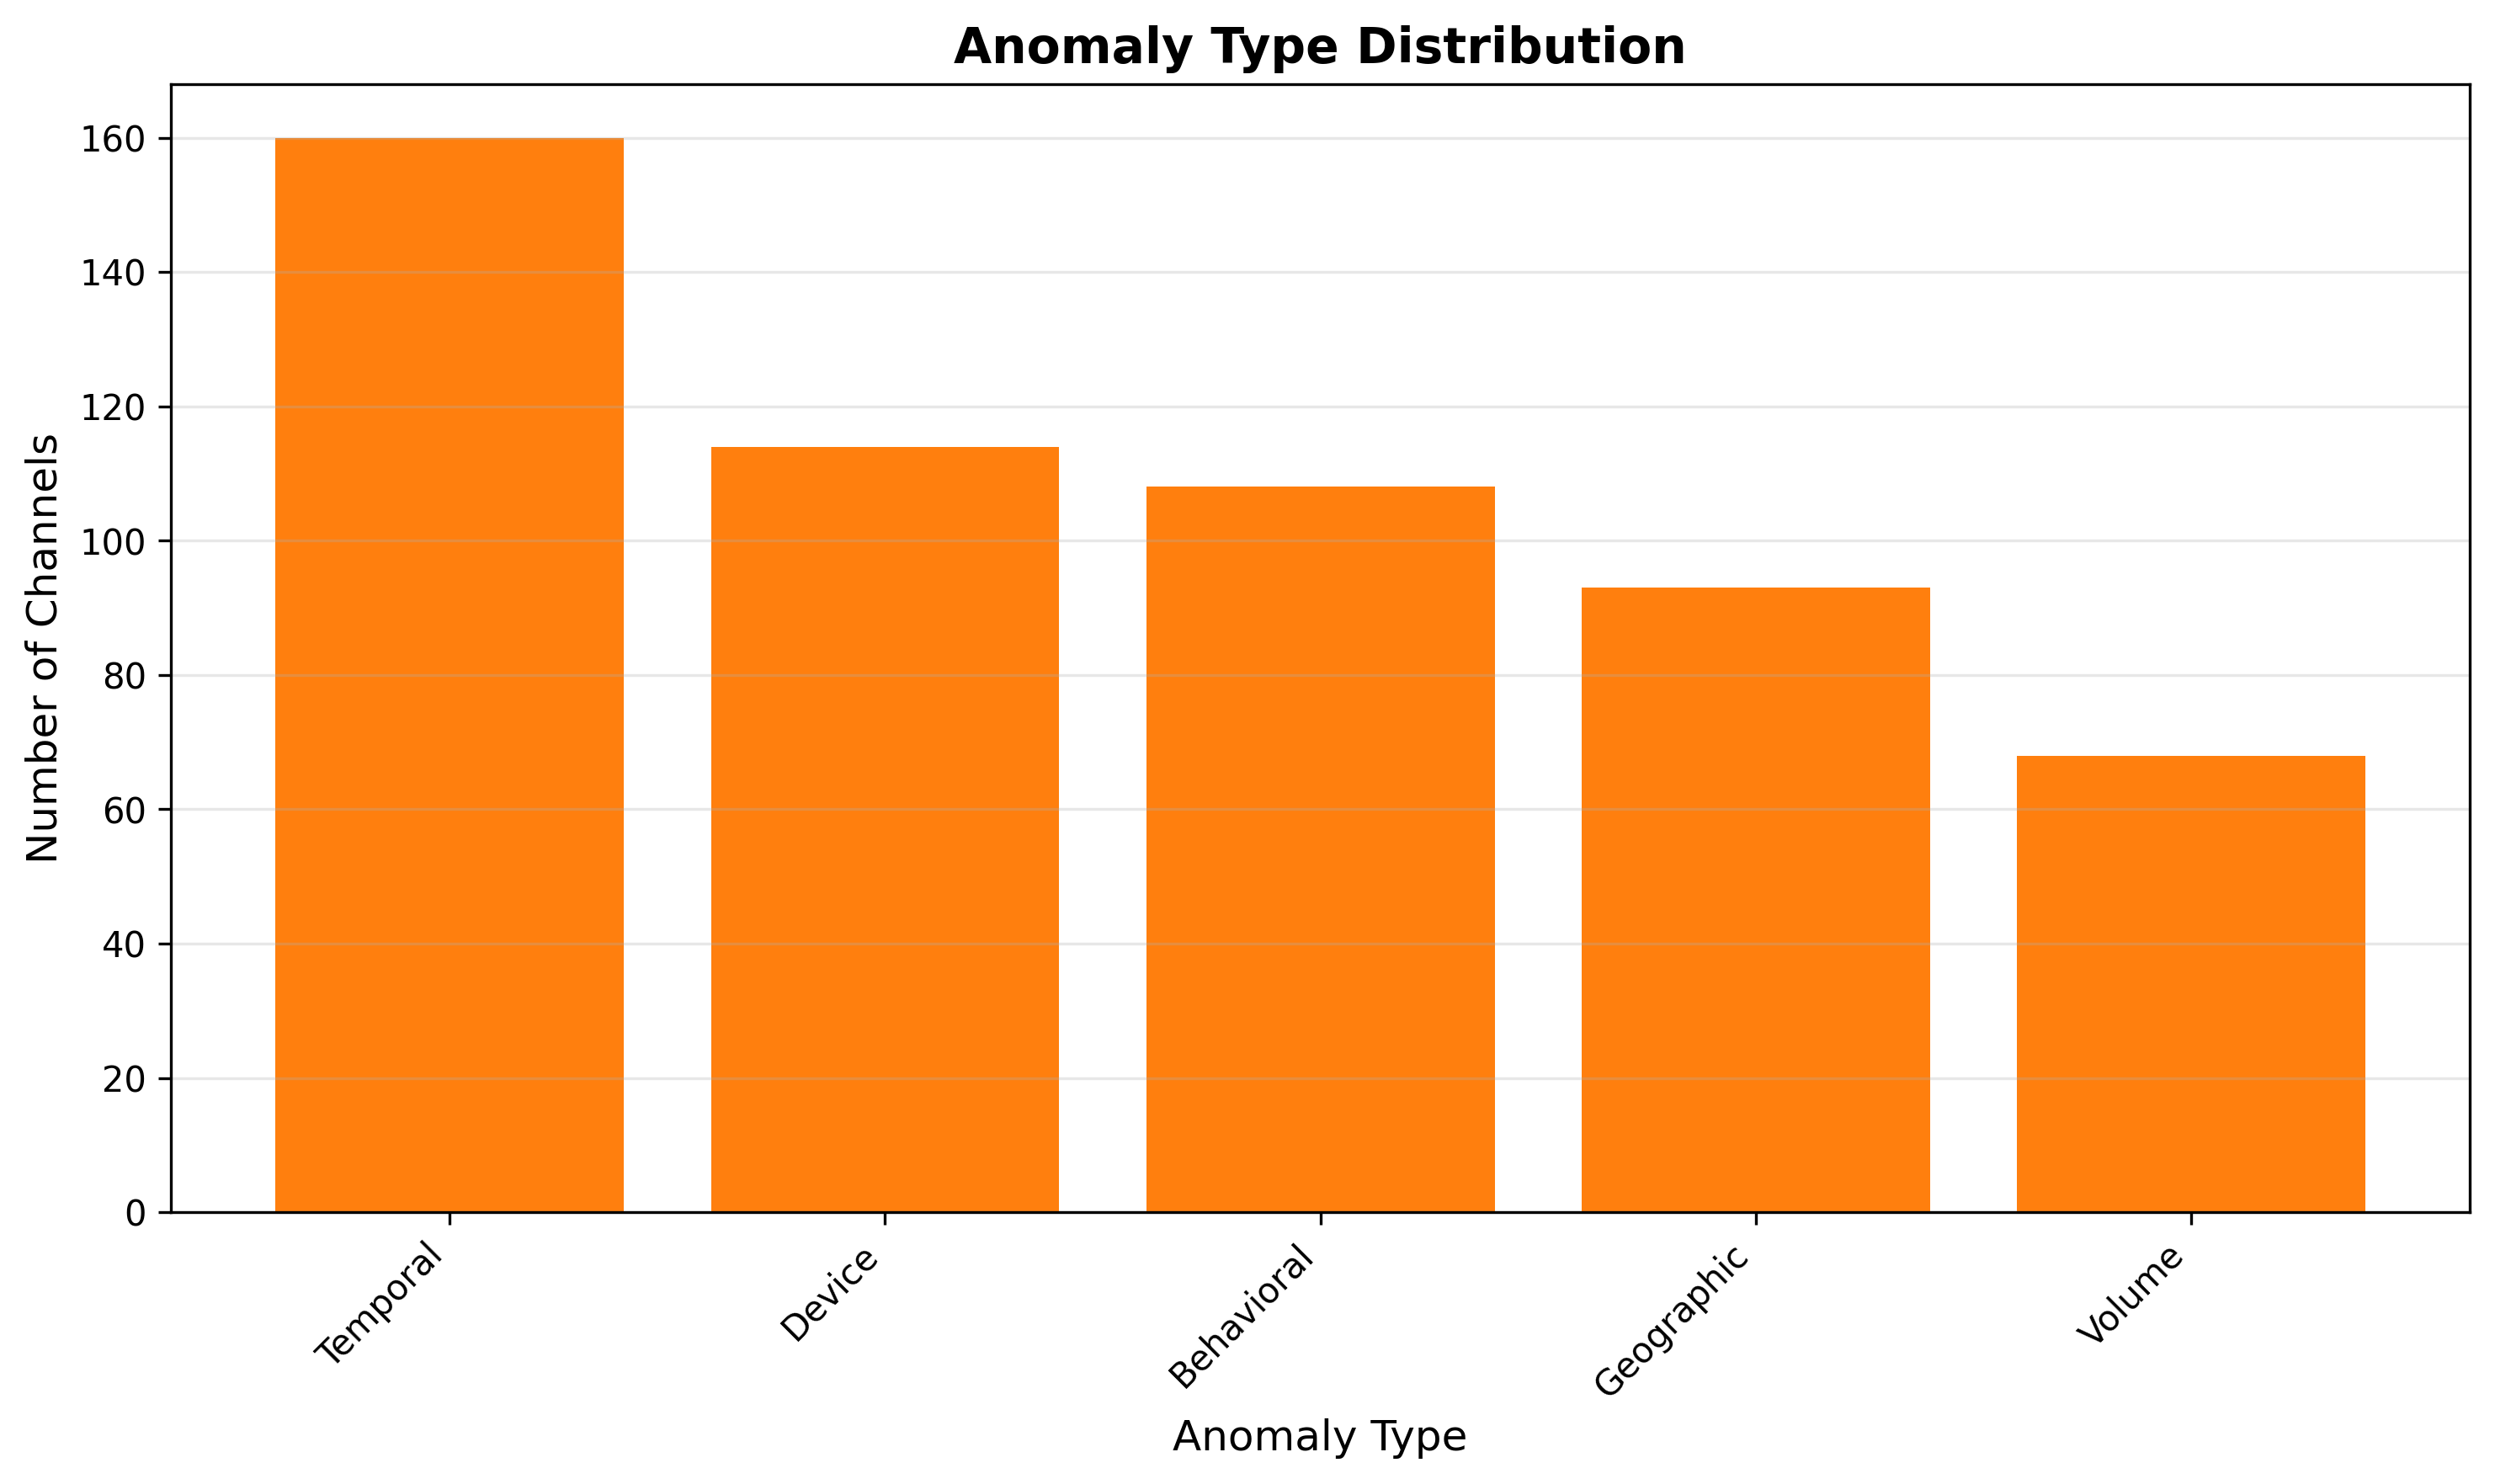 Anomaly Type Distribution
Number of Channels
160
140
120
100
80
60
40
20
0
Temporal
Device
Behavioral
Geographic
Volume
Anomaly Type